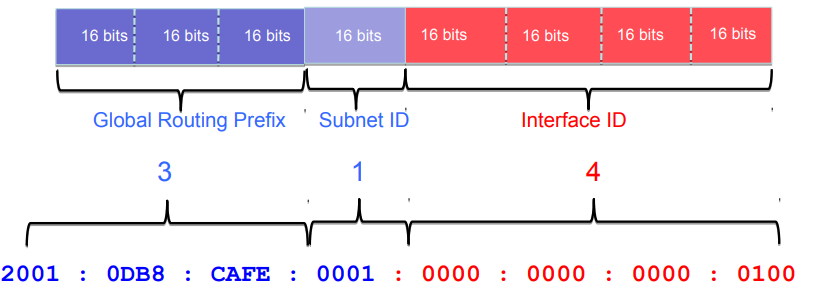 16 bits 16 bits 16 bits 16 bits 16 bits 16 bits 16 bits 16 bits
Global Routing Prefix Subnet ID Interface ID
3 1 4
2001 : 0DB8 : CAFE : 0001 : 0000 : 0000 : 0000 : 0100